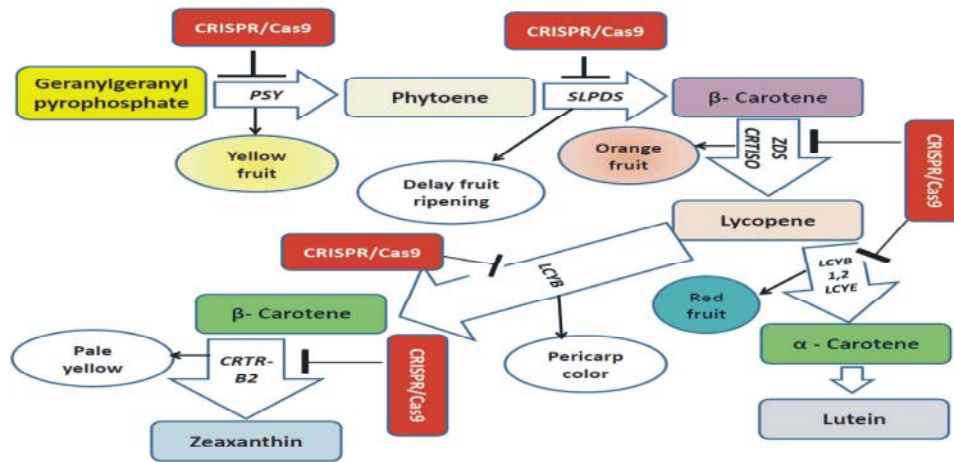 CRISPR/Cas9
CRISPR/Cas9
Geranylgeranyl
pyrophosphate
PSY
Phytoene
SLPDS
β- Carotene
Yellow
fruit
Delay fruit
ripening
Orange
fruit
ZDS
CRTISO
CRISPR/Cas9
Lycopene
CRISPR/Cas9
LCYB
LCYB
1,2
LCYE
Red
fruit
β- Carotene
Pericarp
color
α - Carotene
Pale
yellow
CRTR-
B2
CRISPR/Cas9
Lutein
Zeaxanthin